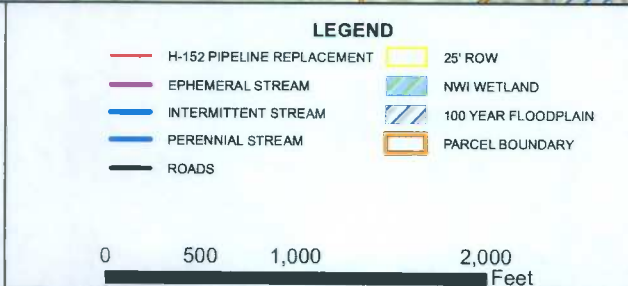 LEGEND
H-152 PIPELINE REPLACEMENT
EPHEMERAL STREAM
INTERMITTENT STREAM
PERENNIAL STREAM
ROADS
25' ROW
NWI WETLAND
100 YEAR FLOODPLAIN
PARCEL BOUNDARY
0 500 1,000 2,000
Feet